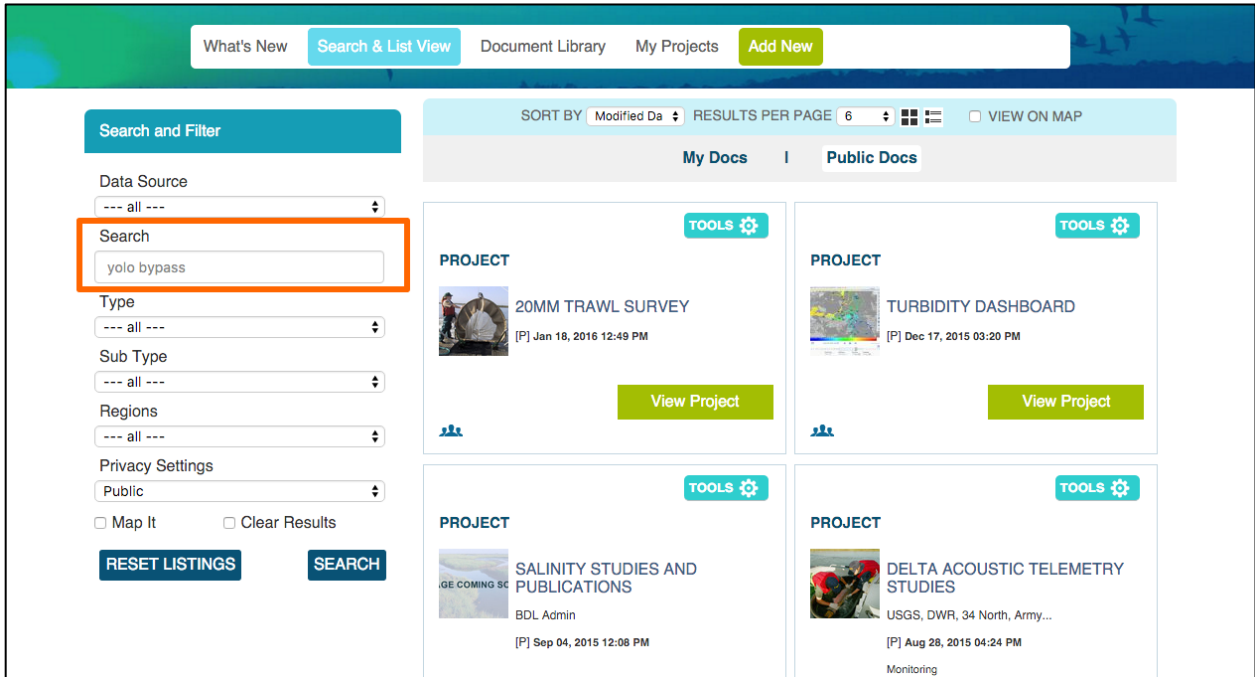 What's New Search & List View Document Library My Projects Add New
Search and Filter
Data Source
--- all ---
Search
yolo bypass
Type
--- all ---
Sub Type
--- all ---
Regions
--- all ---
Privacy Settings
Public
Map It Clear Results
RESET LISTINGS SEARCH
SORT BY Modified Da RESULTS PER PAGE 6 VIEW ON MAP
My Docs | Public Docs
TOOLS
PROJECT
20MM TRAWL SURVEY
[P] Jan 18, 2016 12:49 PM
View Project
TOOLS
PROJECT
TURBIDITY DASHBOARD
[P] Dec 17, 2015 03:20 PM
View Project
TOOLS
PROJECT
GE COMING SO
SALINITY STUDIES AND
PUBLICATIONS
BDL Admin
[P] Sep 04, 2015 12:08 PM
TOOLS
PROJECT
DELTA ACOUSTIC TELEMETRY
STUDIES
USGS, DWR, 34 North, Army...
[P] Aug 28, 2015 04:24 PM
Monitoring